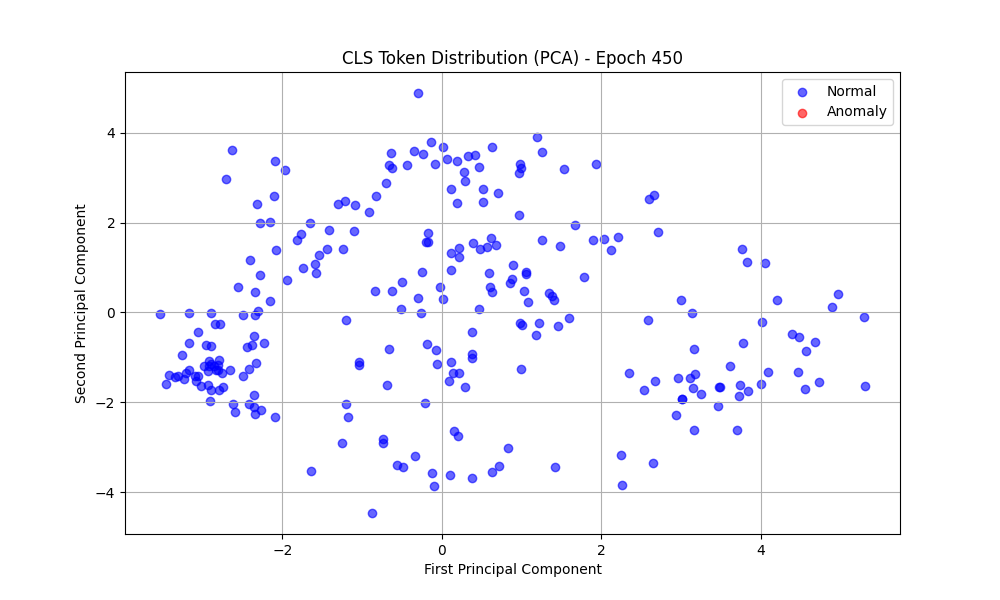 CLS Token Distribution (PCA) - Epoch 450
Normal
Anomaly
Second Principal Component
4
2
0
−2
−4
−2
0
2
4
First Principal Component